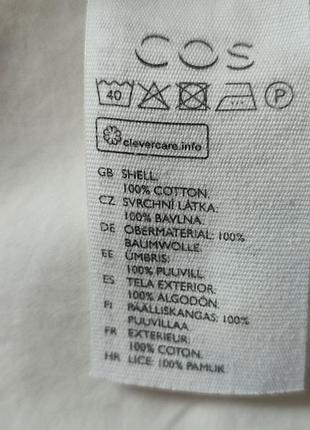 COS
40 P
clevercare.info
GB SHELL:
100% COTTON.
CZ SVRCHNÍ LÁTKA:
100% BAVLNA.
DE OBERMATERIAL: 100%
BAUMWOLLE.
EE ÜMBRIS:
100% PUUVILL.
ES TELA EXTERIOR:
100% ALGODÓN.
FI PÄÄLLISKANGAS: 100%
PUUVILLAA.
FR EXTERIEUR:
100% COTON.
HR LICE: 100% PAMUK.